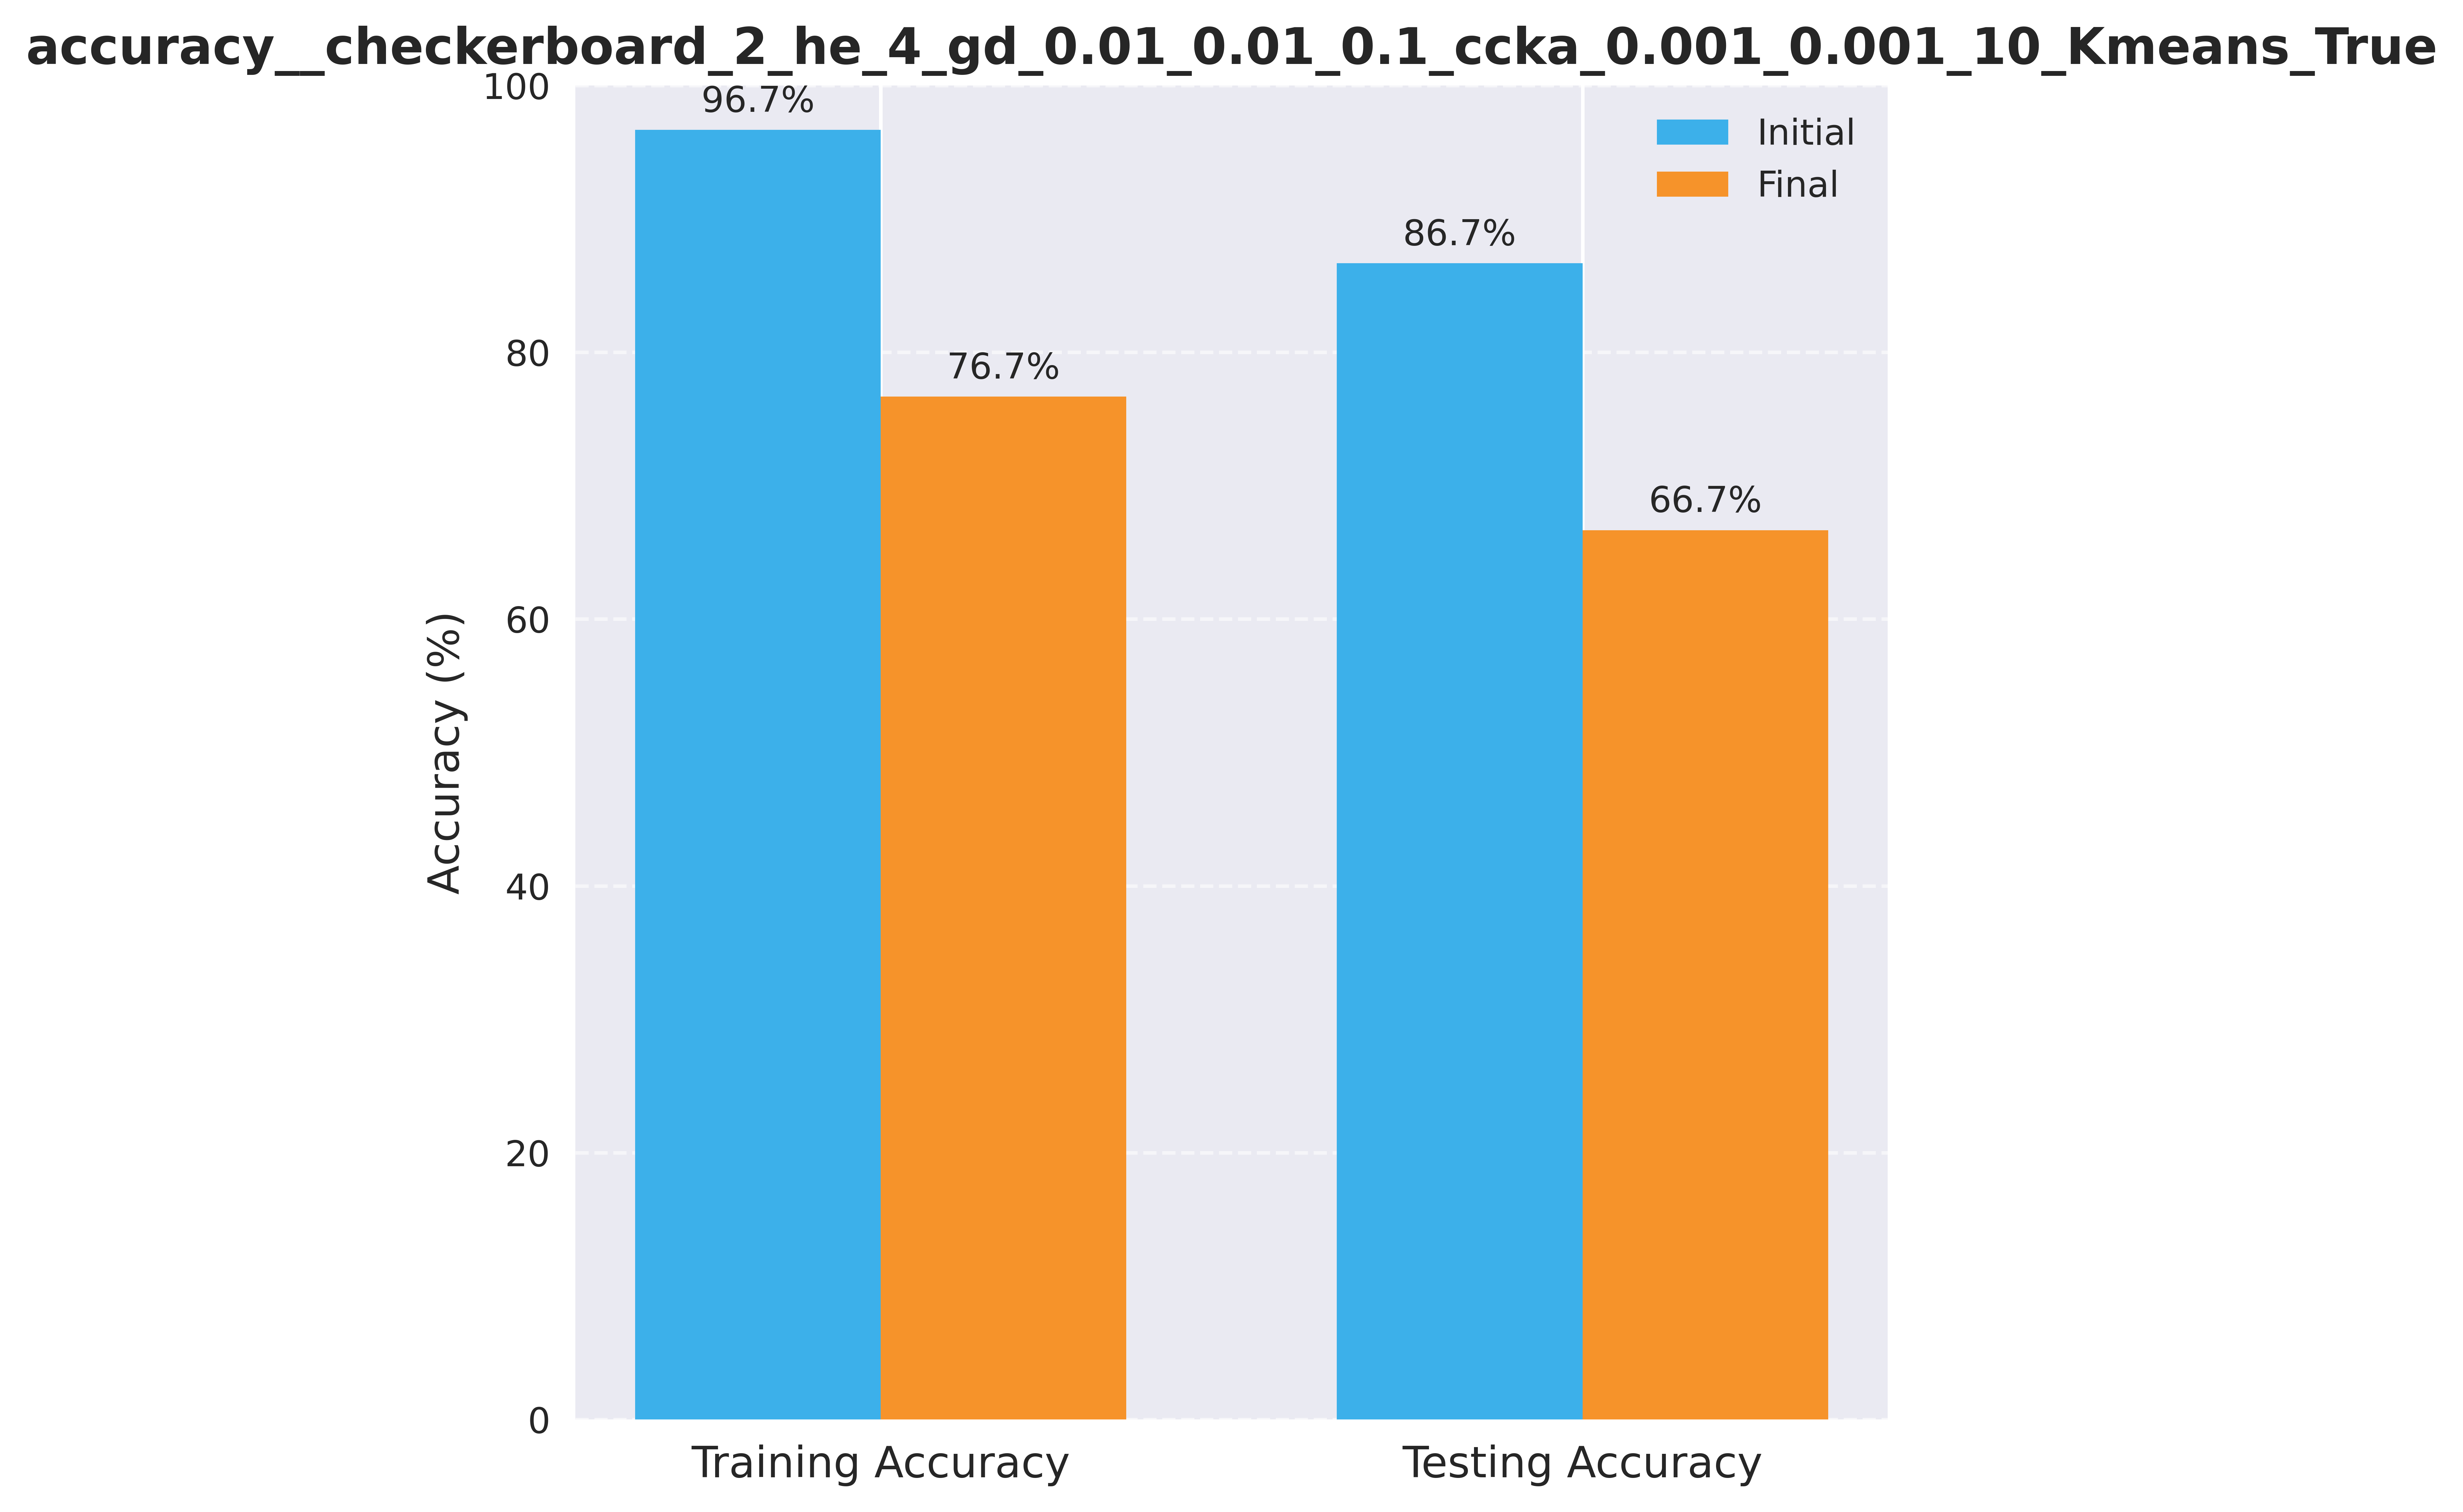 accuracy__checkerboard_2_he_4_gd_0.01_0.01_0.1_ccka_0.001_0.001_10_Kmeans_True
100
96.7%
Initial
Final
86.7%
80
76.7%
66.7%
60
Accuracy (%)
40
20
0
Training Accuracy
Testing Accuracy